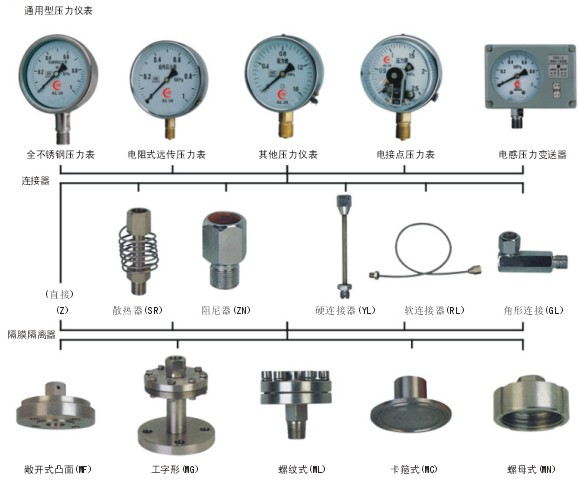 通用型压力仪表
全不锈钢压力表 电阻式远传压力表 其他压力仪表 电接点压力表 电感压力变送器
连接器
(直接)
(Z) 散热器(SR) 阻尼器(ZN) 硬连接器(YL) 软连接器(RL) 角形连接(GL)
隔膜隔离器
敞开式凸面(MF) 工字形(MG) 螺纹式(ML) 卡箍式(MC) 螺母式(MN)